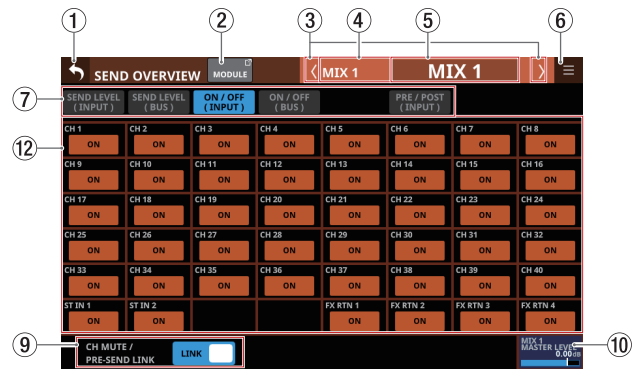 ① ② ③ ④ ⑤ ⑥
SEND OVERVIEW MODULE MIX 1 MIX 1
⑦ SEND LEVEL SEND LEVEL ON / OFF ON / OFF PRE / POST
( INPUT ) ( BUS ) ( INPUT ) ( BUS ) ( INPUT )
CH 1 CH 2 CH 3 CH 4 CH 5 CH 6 CH 7 CH 8
⑫ ON ON ON ON ON ON ON ON
CH 9 CH 10 CH 11 CH 12 CH 13 CH 14 CH 15 CH 16
ON ON ON ON ON ON ON ON
CH 17 CH 18 CH 19 CH 20 CH 21 CH 22 CH 23 CH 24
ON ON ON ON ON ON ON ON
CH 25 CH 26 CH 27 CH 28 CH 29 CH 30 CH 31 CH 32
ON ON ON ON ON ON ON ON
CH 33 CH 34 CH 35 CH 36 CH 37 CH 38 CH 39 CH 40
ON ON ON ON ON ON ON ON
ST IN 1 ST IN 2 FX RTN 1 FX RTN 2 FX RTN 3 FX RTN 4
ON ON ON ON ON ON
⑨ CH MUTE / PRE-SEND LINK LINK
MIX 1
MASTER LEVEL
0.00dB
⑩